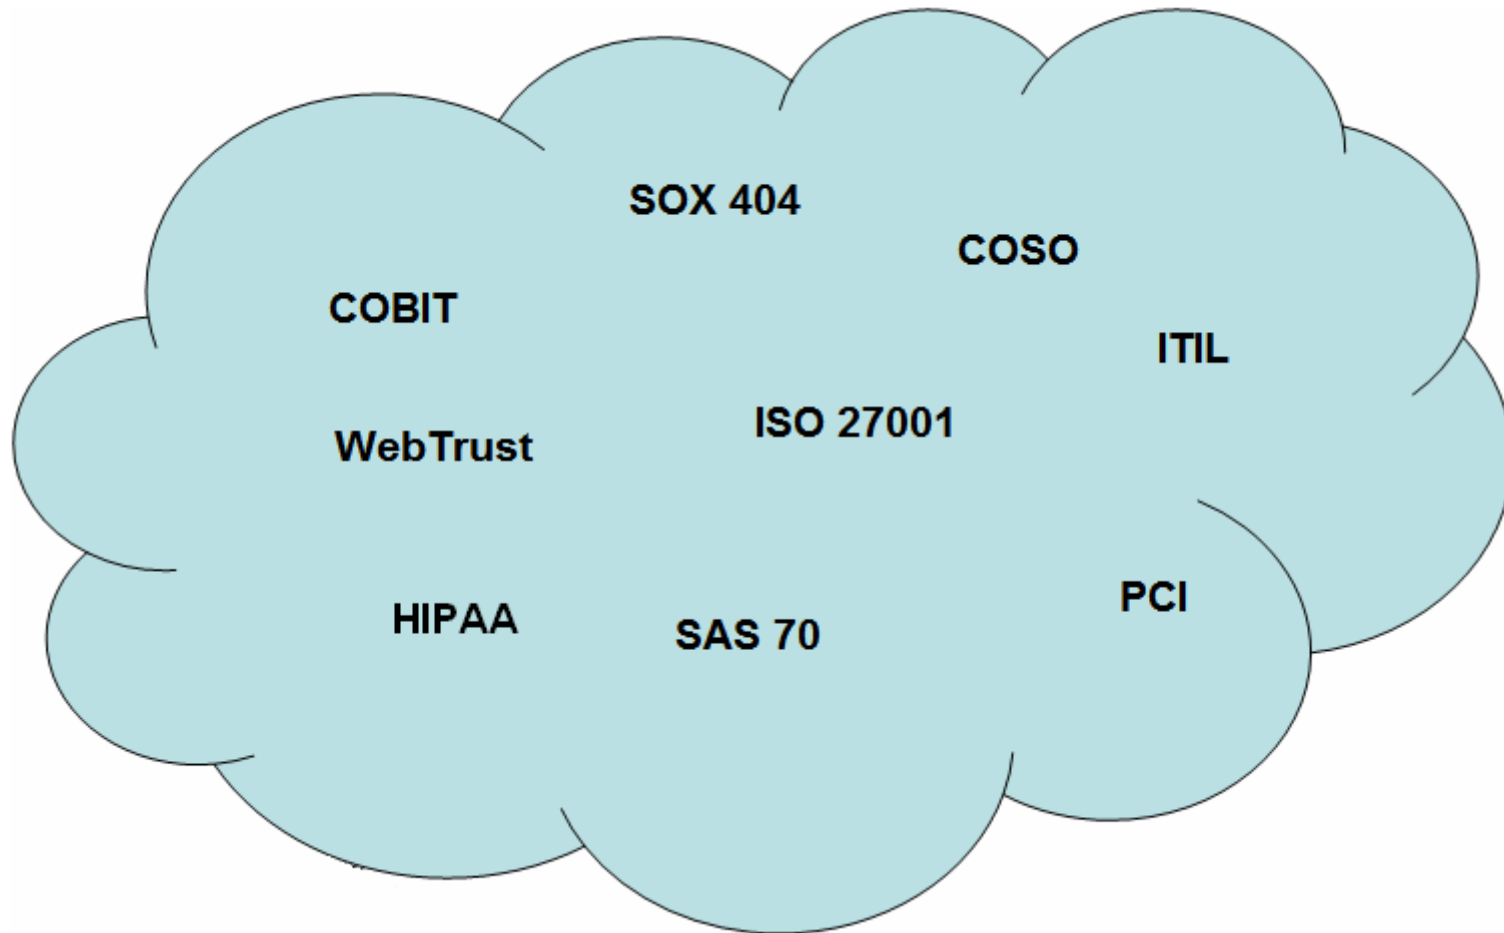 SOX 404
COSO
COBIT
ITIL
ISO 27001
WebTrust
PCI
HIPAA
SAS 70